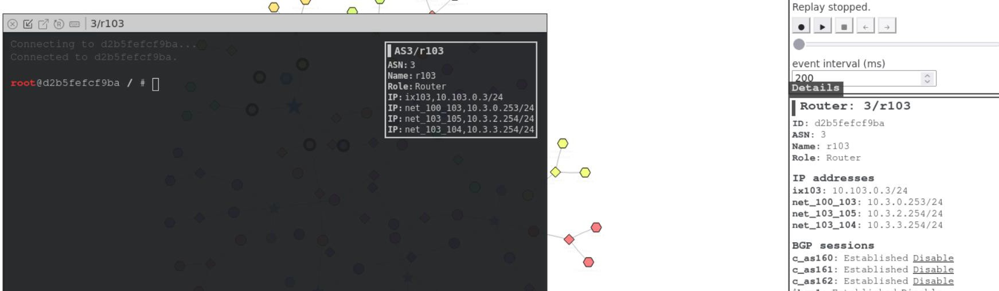 3/r103
Connecting to d2b5fefcf9ba...
Connected to d2b5fefcf9ba.
root@d2b5fefcf9ba / #
AS3/r103
ASN: 3
Name: r103
Role: Router
IP: ix103,10.103.0.3/24
IP: net_100_103,10.3.0.253/24
IP: net_103_105,10.3.2.254/24
IP: net_103_104,10.3.3.254/24
Replay stopped.
event interval (ms)
200
Details
Router: 3/r103
ID: d2b5fefcf9ba
ASN: 3
Name: r103
Role: Router
IP addresses
ix103: 10.103.0.3/24
net_100_103: 10.3.0.253/24
net_103_105: 10.3.2.254/24
net_103_104: 10.3.3.254/24
BGP sessions
c_as160: Established Disable
c_as161: Established Disable
c_as162: Established Disable